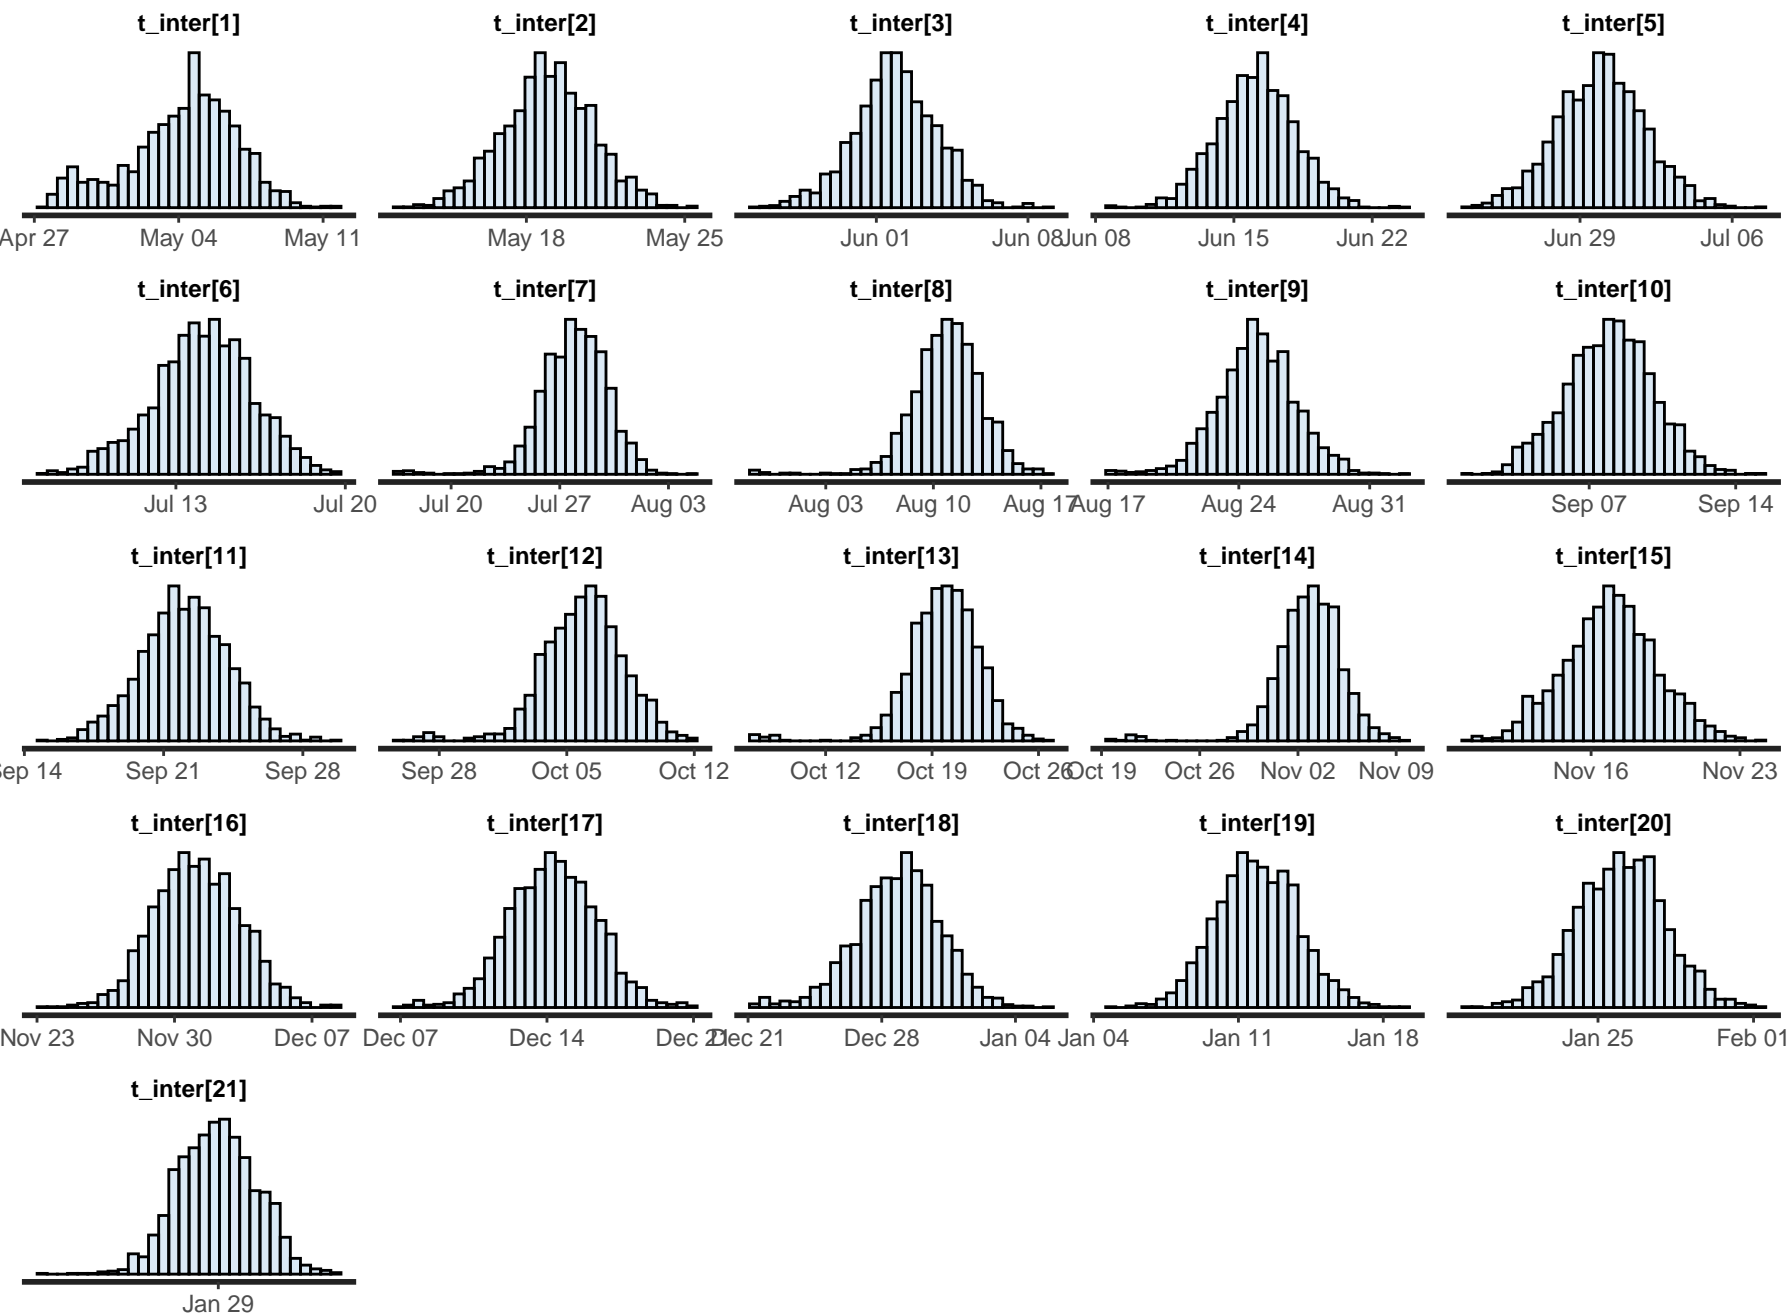 t_inter[1] t_inter[2] t_inter[3] t_inter[4] t_inter[5]
Apr 27 May 04 May 11 May 18 May 25 Jun 01 Jun 08 Jun 08 Jun 15 Jun 22 Jun 29 Jul 06
t_inter[6] t_inter[7] t_inter[8] t_inter[9] t_inter[10]
Jul 13 Jul 20 Jul 20 Jul 27 Aug 03 Aug 03 Aug 10 Aug 17 Aug 17 Aug 24 Aug 31 Sep 07 Sep 14
t_inter[11] t_inter[12] t_inter[13] t_inter[14] t_inter[15]
Sep 14 Sep 21 Sep 28 Sep 28 Oct 05 Oct 12 Oct 12 Oct 19 Oct 26 Oct 19 Oct 26 Nov 02 Nov 09 Nov 16 Nov 23
t_inter[16] t_inter[17] t_inter[18] t_inter[19] t_inter[20]
Nov 23 Nov 30 Dec 07 Dec 07 Dec 14 Dec 21 Dec 21 Dec 28 Jan 04 Jan 04 Jan 11 Jan 18 Jan 25 Feb 01
t_inter[21]
Jan 29